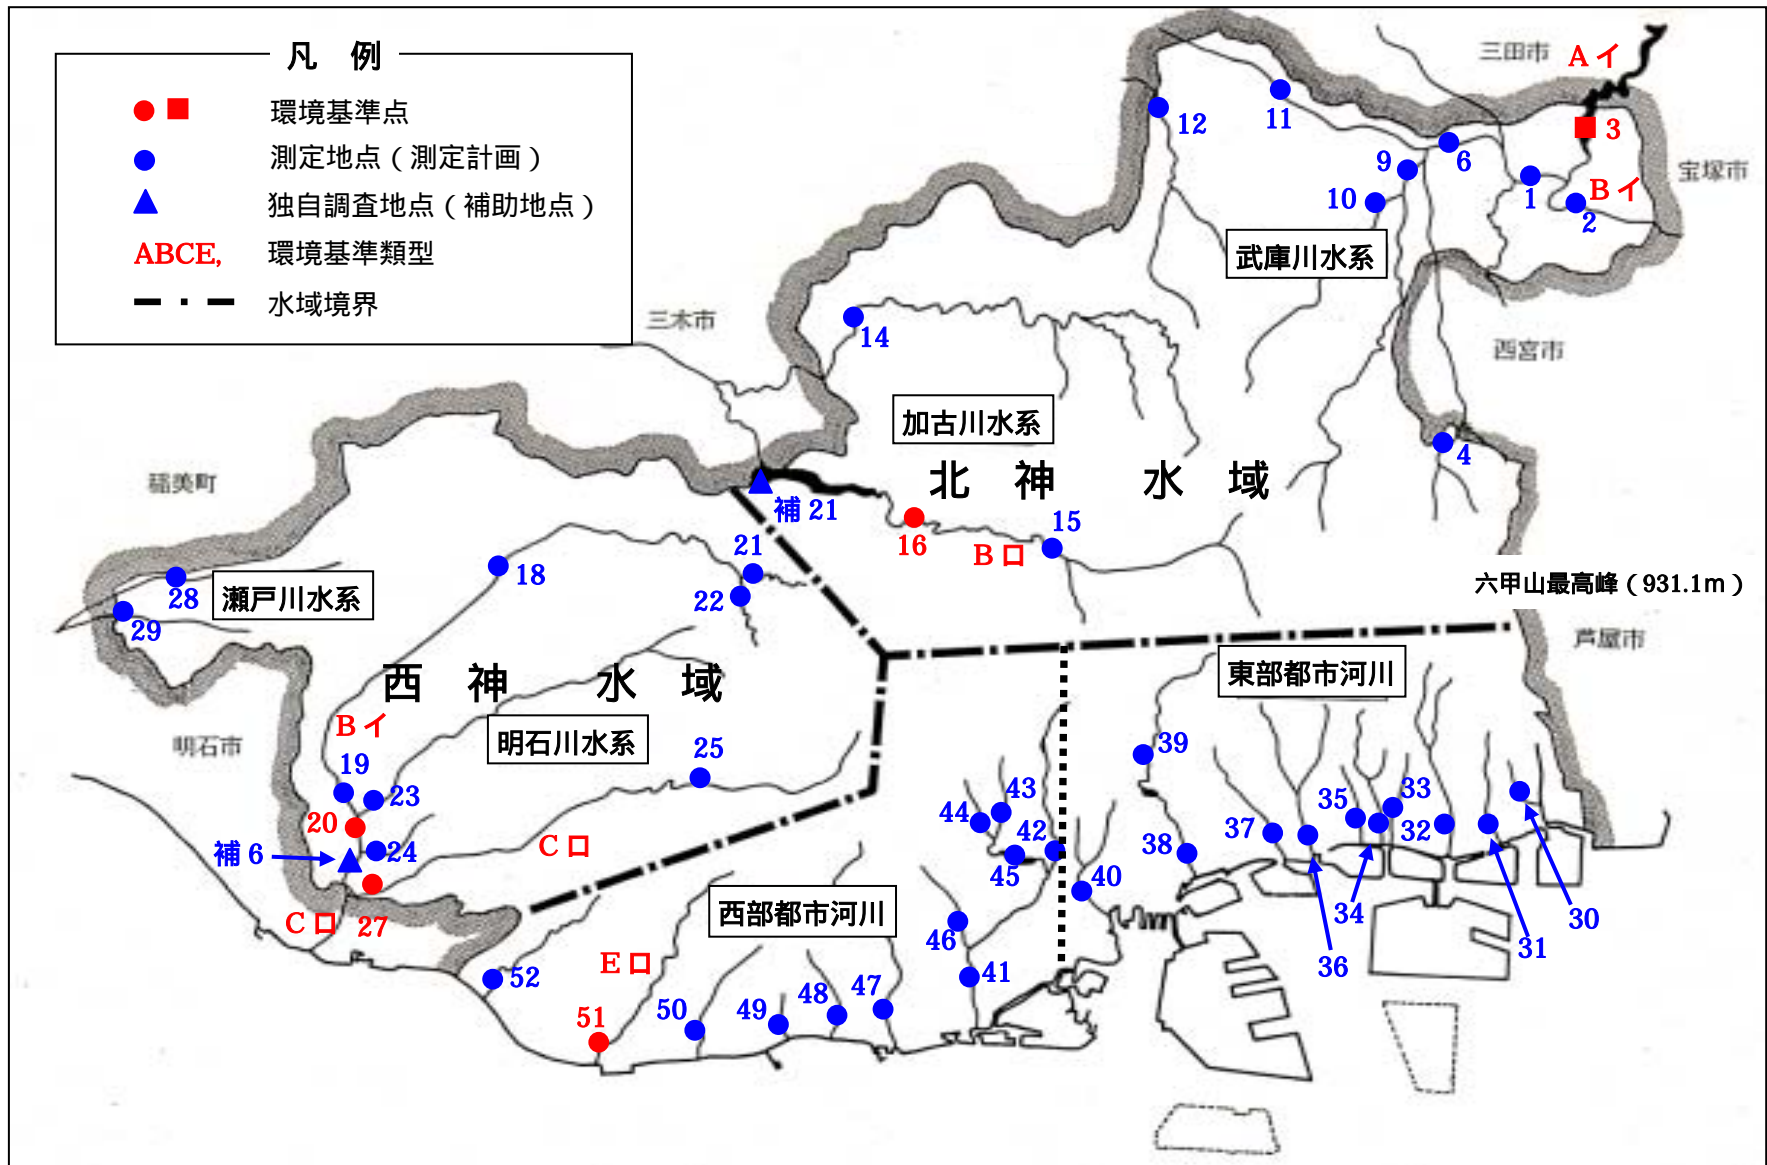 凡 例
環境基準点
測定地点（測定計画）
独自調査地点（補助地点）
ABCE,
環境基準類型
水域境界
三田市
Aイ
3
12
11
6
9
10
1
Bイ
2
宝塚市
武庫川水系
三木市
14
西宮市
加古川水系
北 神 水 域
4
稲美町
補 21
16
15
Bロ
21
18
22
28
瀬戸川水系
29
六甲山最高峰（931.1m）
芦屋市
西 神 水 域
東部都市河川
Bイ
明石市
明石川水系
25
39
19
23
20
補 6
24
Cロ
43
44
42
45
40
38
37
35
33
32
34
36
31
30
Cロ
27
西部都市河川
46
41
52
Eロ
51
50
49
48
47